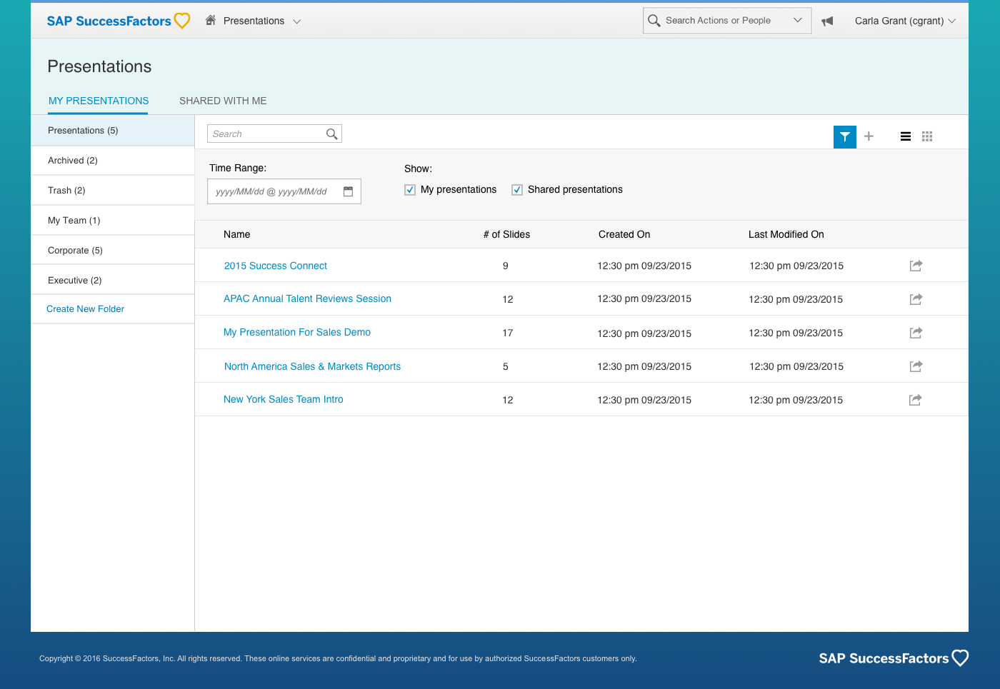 SAP SuccessFactors Presentations Search Actions or People Carla Grant (cgrant)
Presentations
MY PRESENTATIONS SHARED WITH ME
Presentations (5)
Archived (2)
Trash (2)
My Team (1)
Corporate (5)
Executive (2)
Create New Folder
Search
Time Range: Show:
yyyy/MM/dd @ yyyy/MM/dd My presentations Shared presentations
Name # of Slides Created On Last Modified On
2015 Success Connect 9 12:30 pm 09/23/2015 12:30 pm 09/23/2015
APAC Annual Talent Reviews Session 12 12:30 pm 09/23/2015 12:30 pm 09/23/2015
My Presentation For Sales Demo 17 12:30 pm 09/23/2015 12:30 pm 09/23/2015
North America Sales & Markets Reports 5 12:30 pm 09/23/2015 12:30 pm 09/23/2015
New York Sales Team Intro 12 12:30 pm 09/23/2015 12:30 pm 09/23/2015
Copyright © 2016 SuccessFactors, Inc. All rights reserved. These online services are confidential and proprietary and for use by authorized SuccessFactors customers only. SAP SuccessFactors